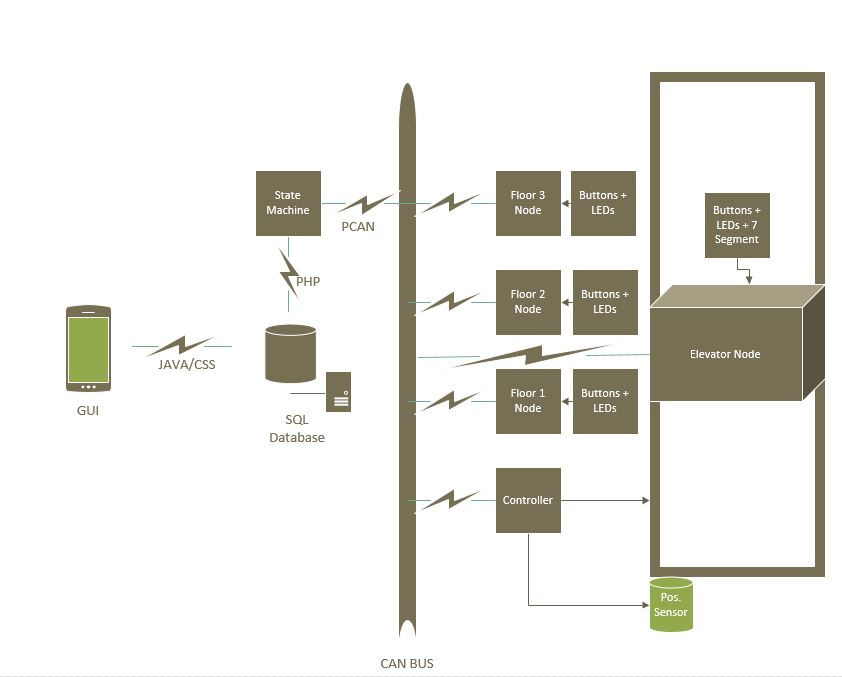 State
Machine
PCAN
PHP
JAVA/CSS
GUI
SQL
Database
CAN BUS
Floor 3
Node
Buttons +
LEDs
Floor 2
Node
Buttons +
LEDs
Floor 1
Node
Buttons +
LEDs
Controller
Buttons +
LEDs + 7
Segment
Elevator Node
Pos.
Sensor